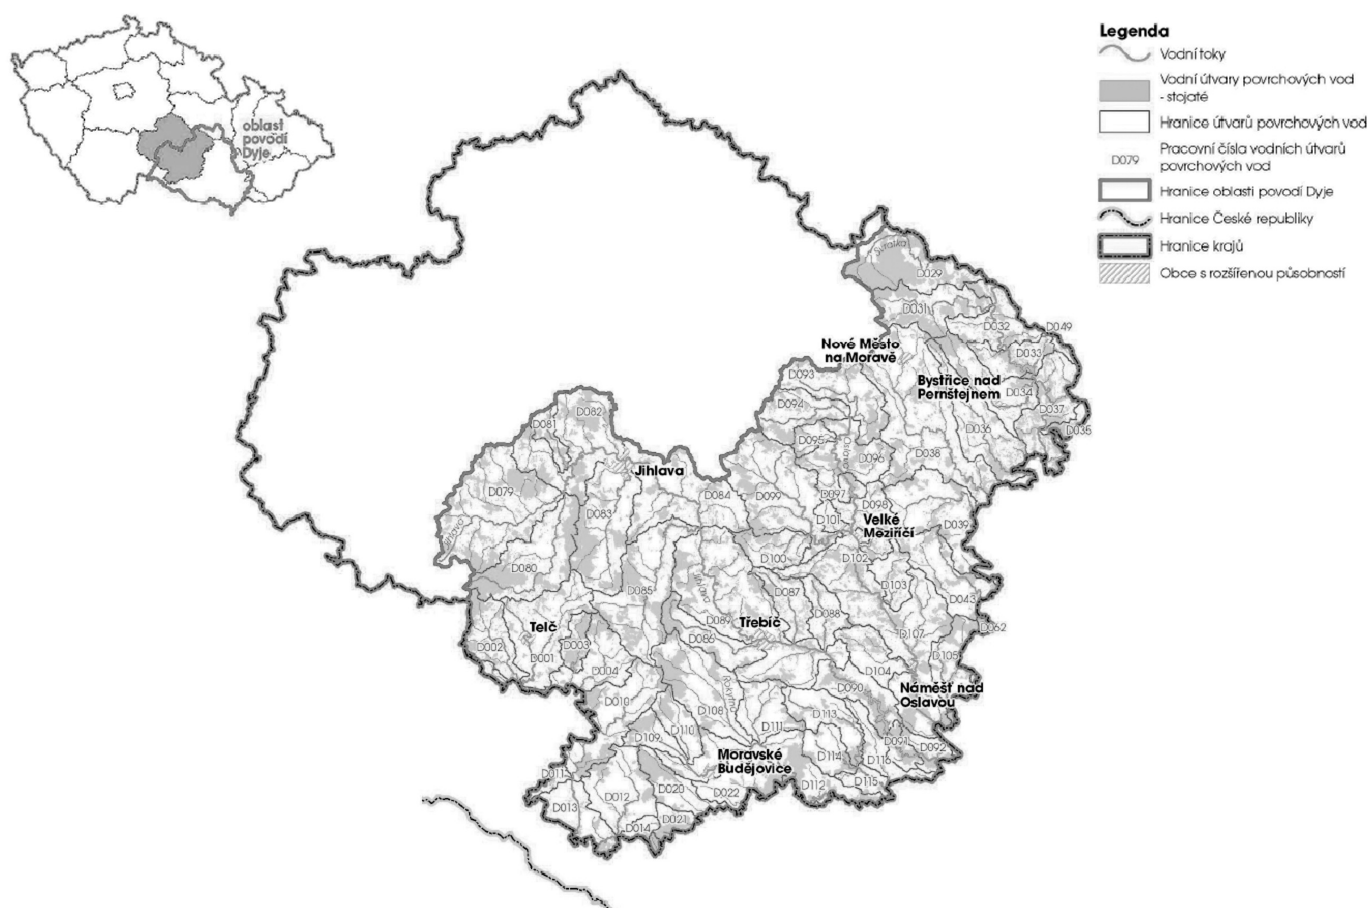 oblast
povodí
Dyje
Legenda
Vodní toky
Vodní útvary povrchových vod
- stojaté
Hranice útvarů povrchových vod
D079
Pracovní čísla vodních útvarů
povrchových vod
Hranice oblasti povodí Dyje
Hranice České republiky
Hranice krajů
Obce s rozšířenou působností
Svratka
D029
D031
D032
D049
Nové Město
na Moravě
D033
D093
Bystřice nad
Pernštejnem
D034
D094
D082
D037
D081
D036
D035
D095
Oslava
D096
D038
Jihlava
D079
D084
D099
D097
D098
D083
D101
Velké
Meziříčí
D039
Jihlava
D100
D102
D080
D103
Jihlava
D085
D087
D043
D088
D089
Třebíč
Telč
D062
D086
D107
D002
D001
D003
D105
D004
D104
Náměšť nad
Oslavou
D090
Rokytná
D010
D108
D113
D110
D111
D109
D091
D092
Moravské
Budějovice
D114
D116
D011
D112
D115
D020
D022
D012
D013
D021
D014